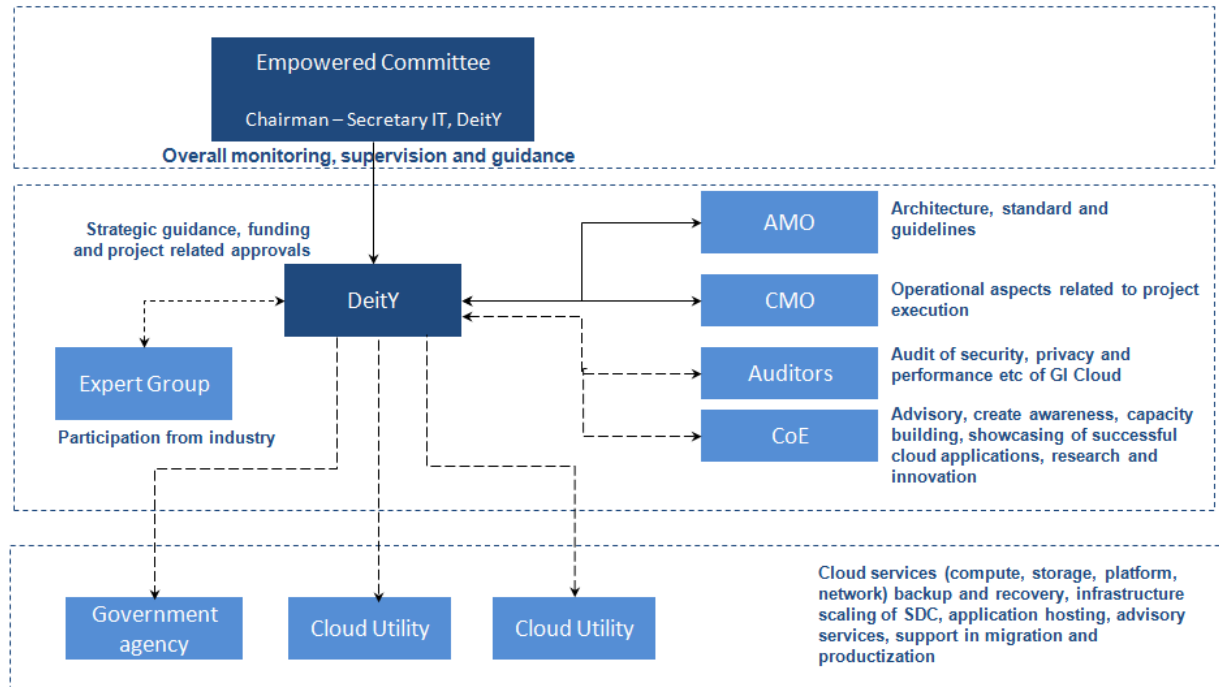 Empowered Committee
Chairman – Secretary IT, DeitY
Overall monitoring, supervision and guidance
Strategic guidance, funding
and project related approvals
DeitY
Expert Group
Participation from industry
AMO
Architecture, standard and
guidelines
CMO
Operational aspects related to project
execution
Auditors
Audit of security, privacy and
performance etc of GI Cloud
CoE
Advisory, create awareness, capacity
building, showcasing of successful
cloud applications, research and
innovation
Government
agency
Cloud Utility
Cloud Utility
Cloud services (compute, storage, platform,
network) backup and recovery, infrastructure
scaling of SDC, application hosting, advisory
services, support in migration and
productization